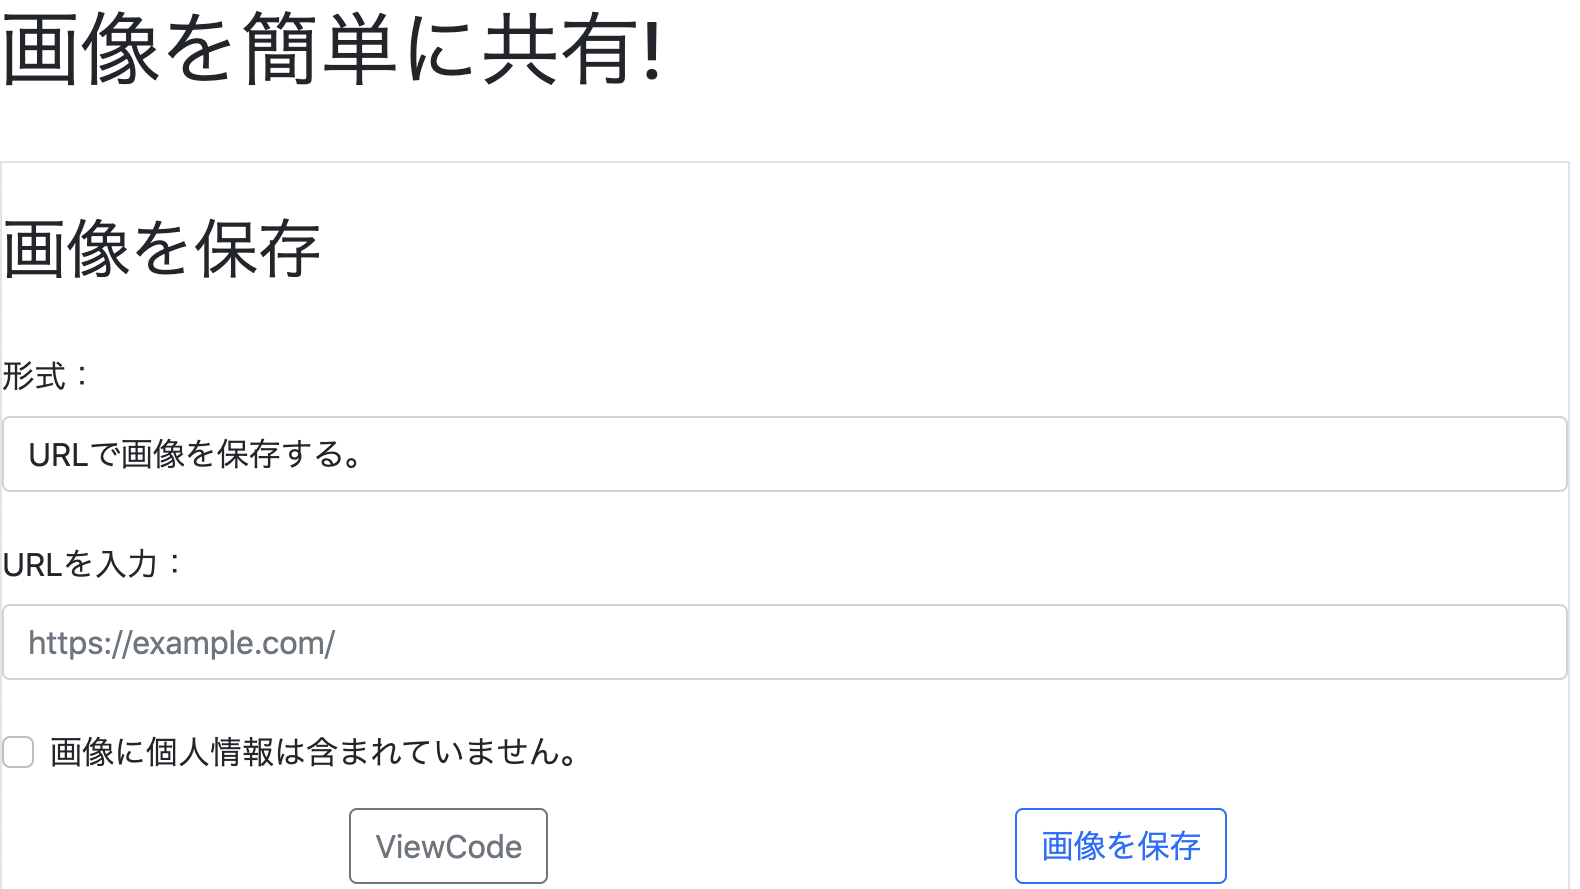 画像を簡単に共有!
画像を保存
形式：
URLで画像を保存する。
URLを入力：
https://example.com/
画像に個人情報は含まれていません。
ViewCode
画像を保存